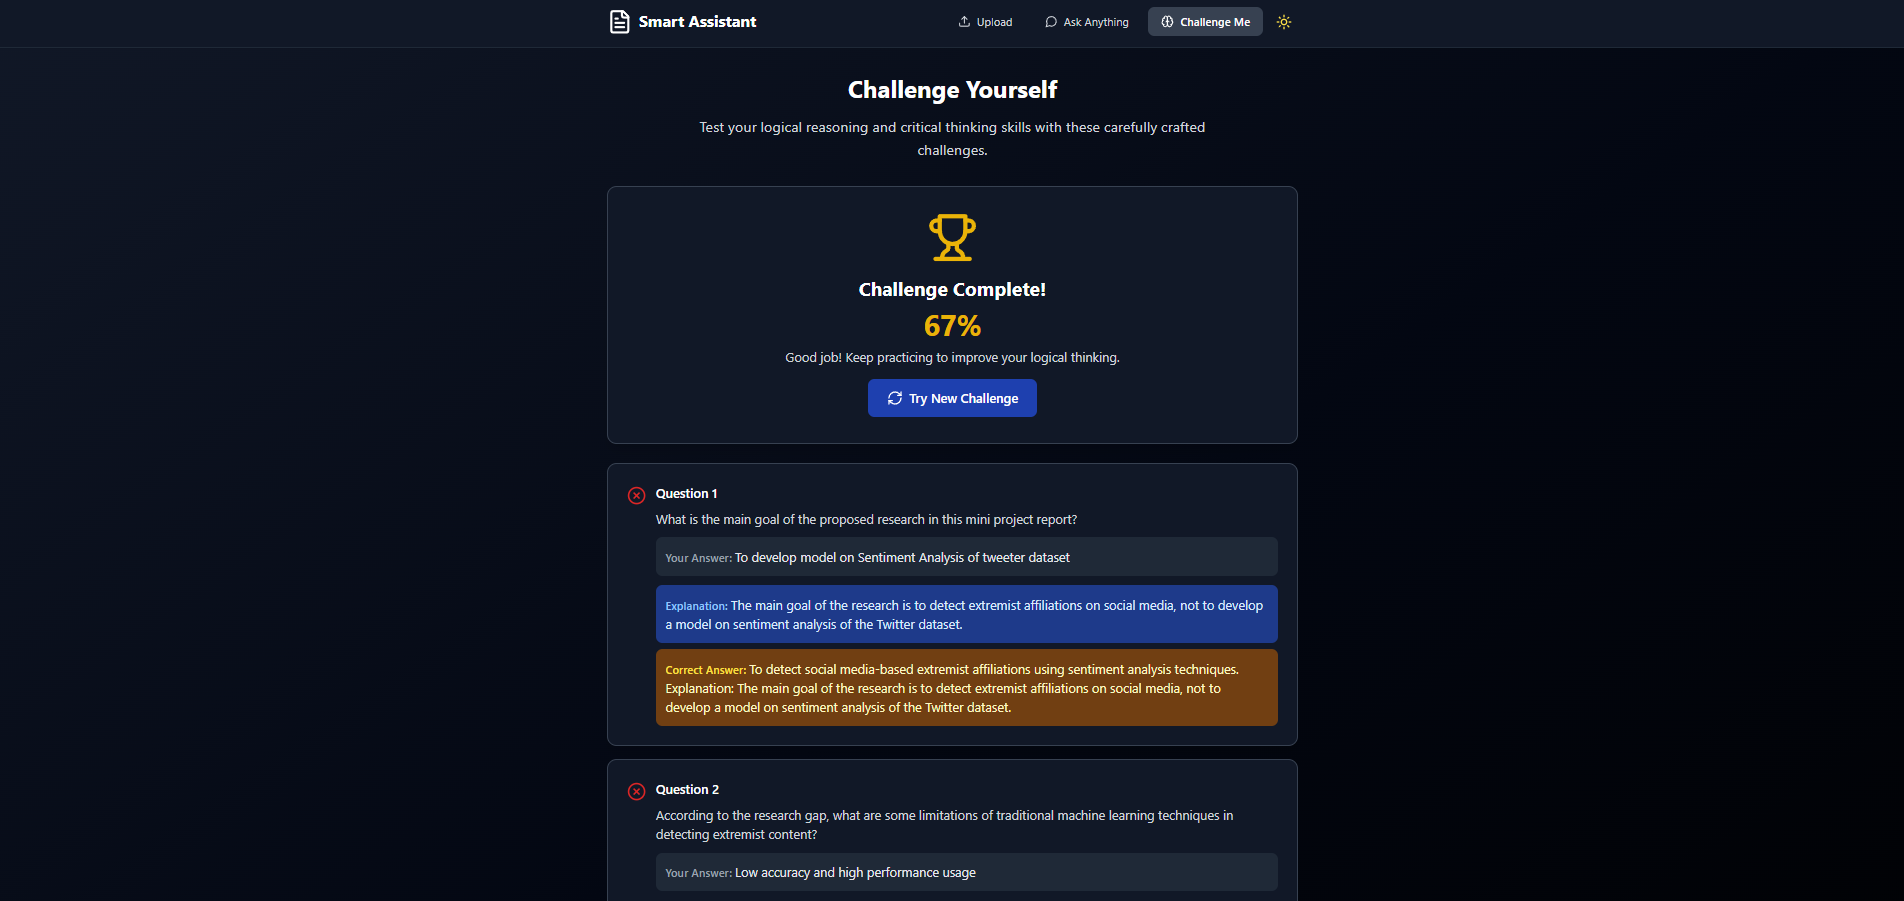 Smart Assistant
Upload
Ask Anything
Challenge Me
Challenge Yourself
Test your logical reasoning and critical thinking skills with these carefully crafted
challenges.
Challenge Complete!
67%
Good job! Keep practicing to improve your logical thinking.
Try New Challenge
Question 1
What is the main goal of the proposed research in this mini project report?
Your Answer: To develop model on Sentiment Analysis of tweeter dataset
Explanation: The main goal of the research is to detect extremist affiliations on social media, not to develop
a model on sentiment analysis of the Twitter dataset.
Correct Answer: To detect social media-based extremist affiliations using sentiment analysis techniques.
Explanation: The main goal of the research is to detect extremist affiliations on social media, not to
develop a model on sentiment analysis of the Twitter dataset.
Question 2
According to the research gap, what are some limitations of traditional machine learning techniques in
detecting extremist content?
Your Answer: Low accuracy and high performance usage